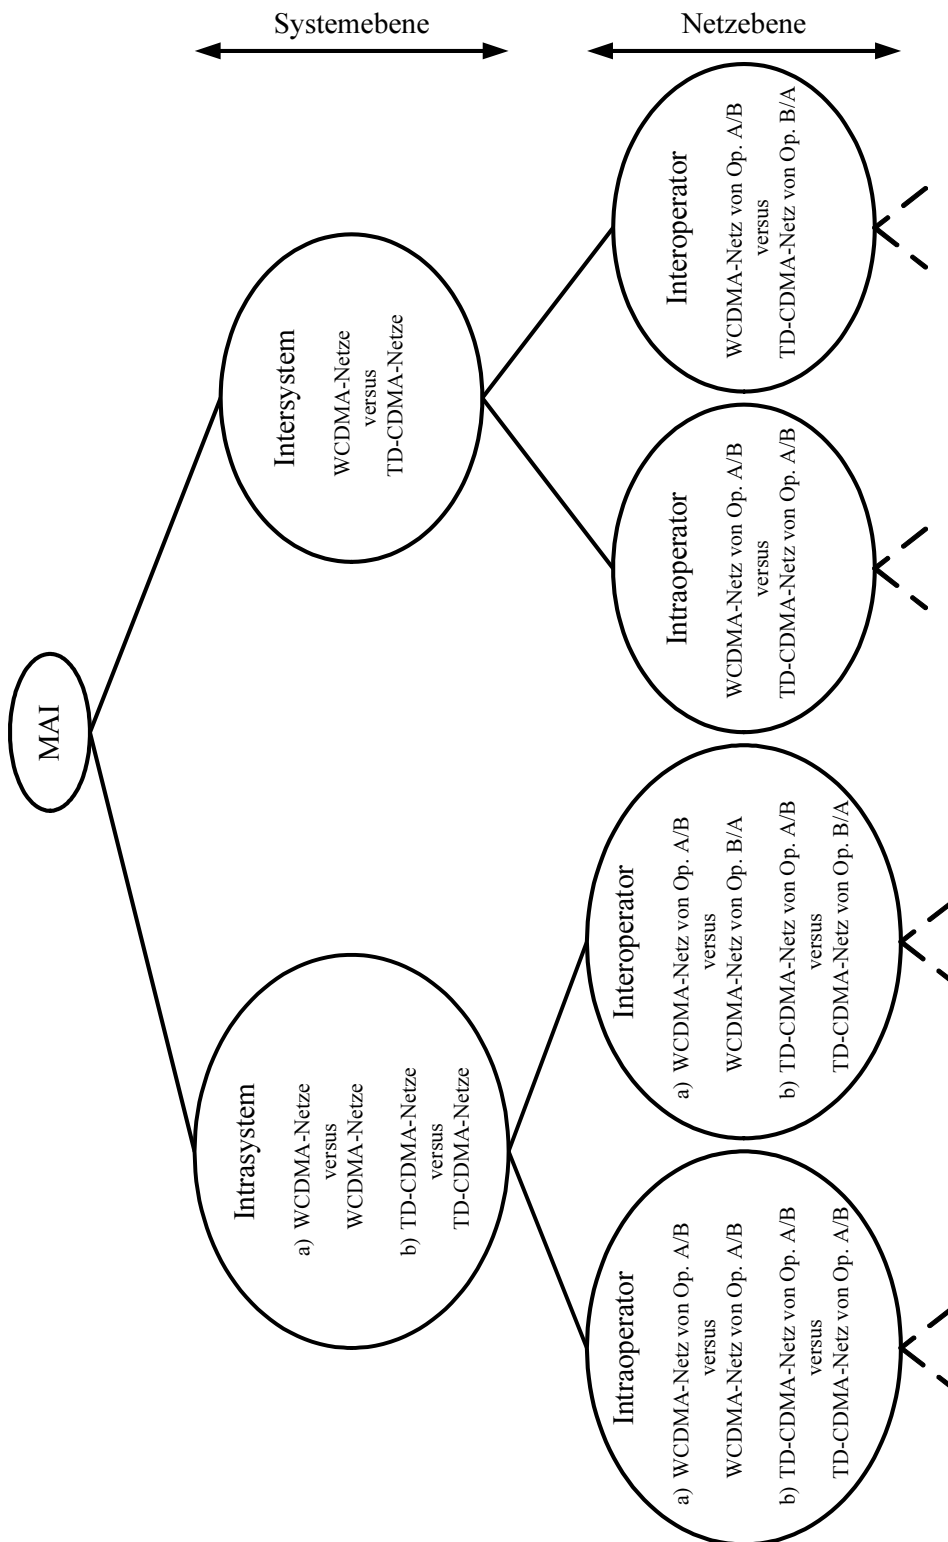 Systemebene
Netzebene
MAI
Intrasystem
a) WCDMA-Netze
versus
WCDMA-Netze
b) TD-CDMA-Netze
versus
TD-CDMA-Netze
Intersystem
WCDMA-Netze
versus
TD-CDMA-Netze
Intraoperator
a) WCDMA-Netz von Op. A/B
versus
WCDMA-Netz von Op. A/B
b) TD-CDMA-Netz von Op. A/B
versus
TD-CDMA-Netz von Op. A/B
Interoperator
a) WCDMA-Netz von Op. A/B
versus
WCDMA-Netz von Op. B/A
b) TD-CDMA-Netz von Op. A/B
versus
TD-CDMA-Netz von Op. B/A
Intraoperator
WCDMA-Netz von Op. A/B
versus
TD-CDMA-Netz von Op. A/B
Interoperator
WCDMA-Netz von Op. A/B
versus
TD-CDMA-Netz von Op. B/A